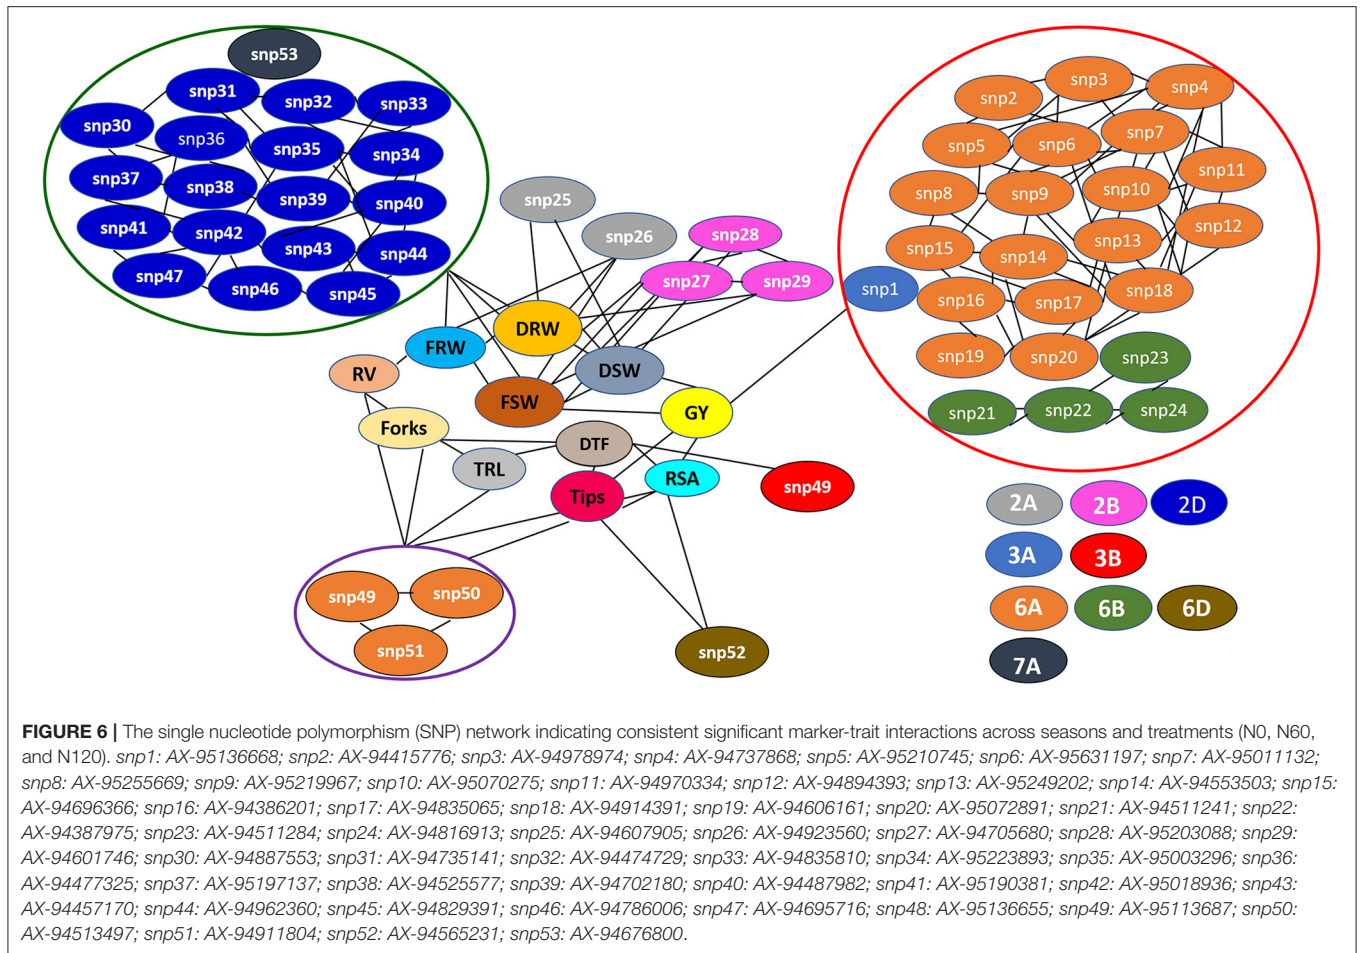 snp53
snp31
snp32
snp33
snp30
snp36
snp35
snp34
snp37
snp38
snp39
snp40
snp41
snp42
snp43
snp44
snp47
snp46
snp45
snp25
snp26
snp28
snp27
snp29
snp3
snp2
snp4
snp5
snp6
snp7
snp11
snp8
snp9
snp10
snp12
snp15
snp14
snp13
snp1
snp16
snp17
snp18
snp19
snp20
snp23
snp21
snp22
snp24
DRW
FRW
RV
DSW
FSW
GY
Forks
DTF
TRL
RSA
Tips
snp49
snp49
snp50
snp51
snp52
2A
2B
2D
3A
3B
6A
6B
6D
7A
FIGURE 6 | The single nucleotide polymorphism (SNP) network indicating consistent significant marker-trait interactions across seasons and treatments (N0, N60,
and N120). snp1: AX-95136668; snp2: AX-94415776; snp3: AX-94978974; snp4: AX-94737868; snp5: AX-95210745; snp6: AX-95631197; snp7: AX-95011132;
snp8: AX-95255669; snp9: AX-95219967; snp10: AX-95070275; snp11: AX-94970334; snp12: AX-94894393; snp13: AX-95249202; snp14: AX-94553503; snp15:
AX-94696366; snp16: AX-94386201; snp17: AX-94835065; snp18: AX-94914391; snp19: AX-94606161; snp20: AX-95072891; snp21: AX-94511241; snp22:
AX-94387975; snp23: AX-94511284; snp24: AX-94816913; snp25: AX-94607905; snp26: AX-94923560; snp27: AX-94705680; snp28: AX-95203088; snp29:
AX-94601746; snp30: AX-94887553; snp31: AX-94735141; snp32: AX-94474729; snp33: AX-94835810; snp34: AX-95223893; snp35: AX-95003296; snp36:
AX-94477325; snp37: AX-95197137; snp38: AX-94525577; snp39: AX-94702180; snp40: AX-94487982; snp41: AX-95190381; snp42: AX-95018936; snp43:
AX-94457170; snp44: AX-94962360; snp45: AX-94829391; snp46: AX-94786006; snp47: AX-94695716; snp48: AX-95136655; snp49: AX-95113687; snp50:
AX-94513497; snp51: AX-94911804; snp52: AX-94565231; snp53: AX-94676800.